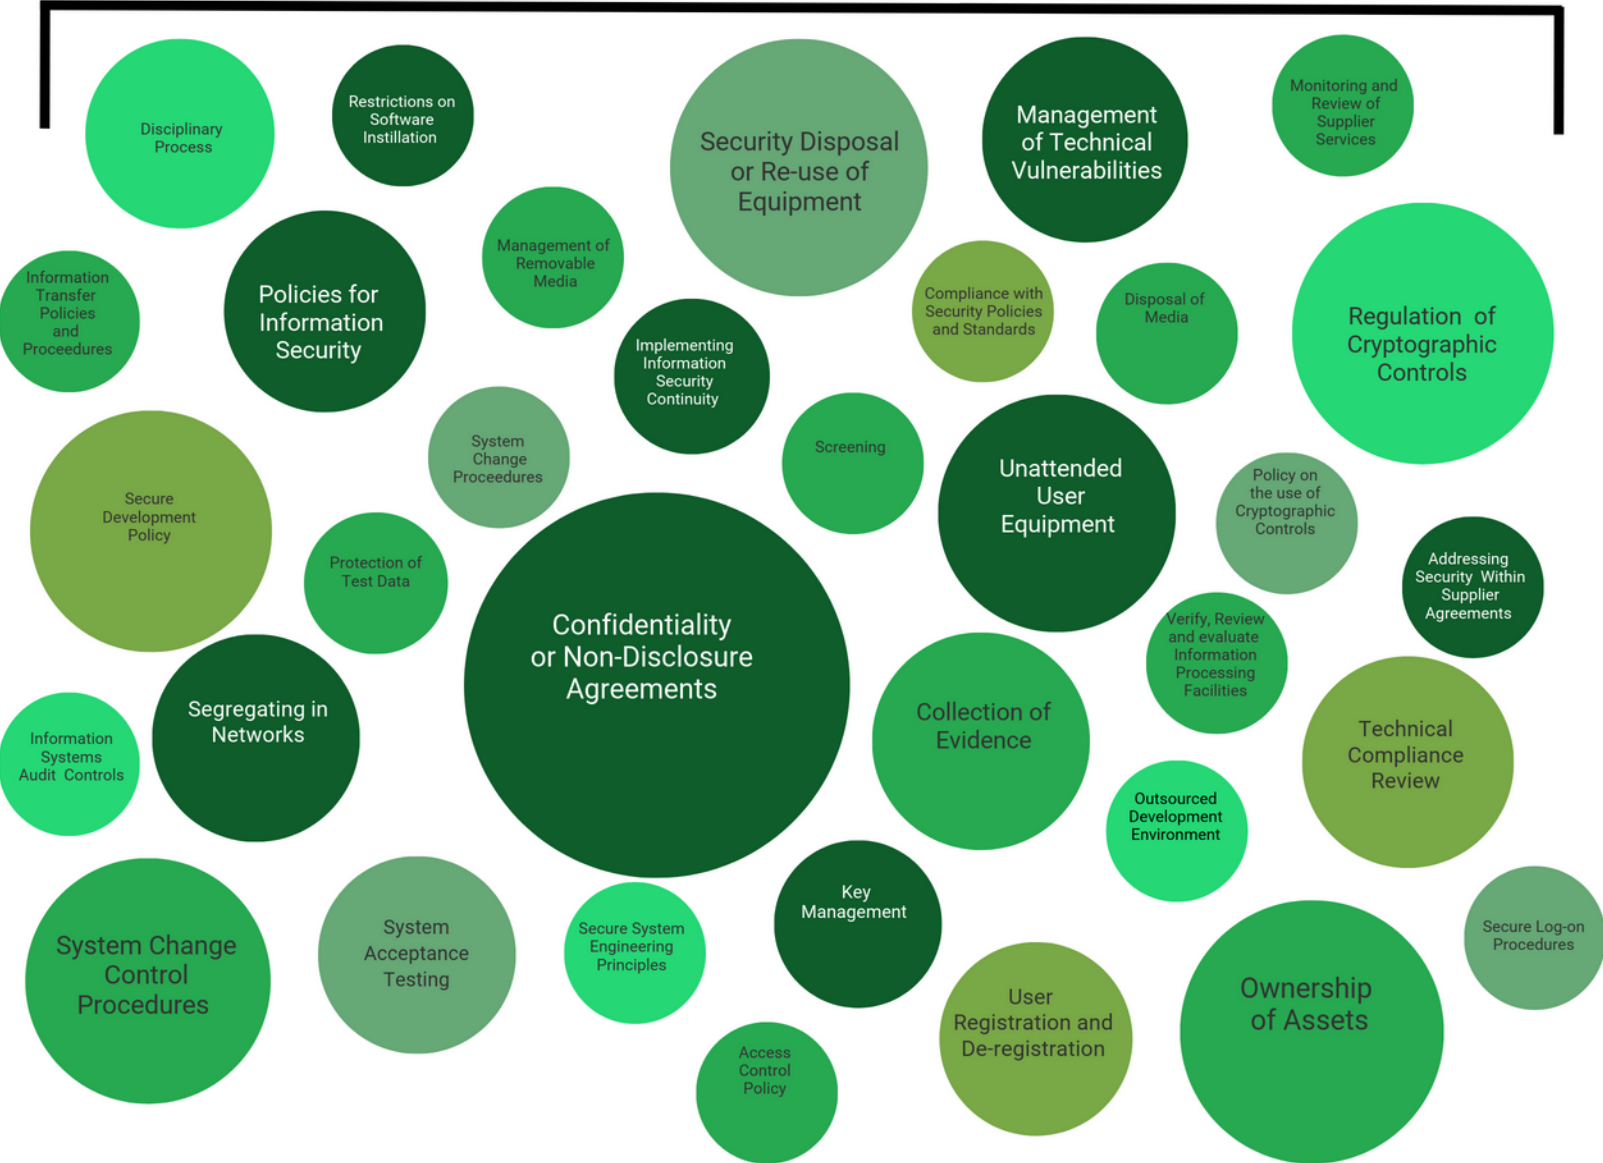 Disciplinary
Process
Restrictions on
Software
Instillation
Security Disposal
or Re-use of
Equipment
Management
of Technical
Vulnerabilities
Monitoring and
Review of
Supplier
Services
Information
Transfer
Policies
and
Proceedures
Policies for
Information
Security
Management of
Removable
Media
Implementing
Information
Security
Continuity
Compliance with
Security Policies
and Standards
Disposal of
Media
Regulation of
Cryptographic
Controls
Secure
Development
Policy
System
Change
Proceedures
Screening
Unattended
User
Equipment
Policy on
the use of
Cryptographic
Controls
Addressing
Security Within
Supplier
Agreements
Protection of
Test Data
Confidentiality
or Non-Disclosure
Agreements
Verify, Review
and evaluate
Information
Processing
Facilities
Information
Systems
Audit Controls
Segregating in
Networks
Collection of
Evidence
Technical
Compliance
Review
Outsourced
Development
Environment
System Change
Control
Procedures
System
Acceptance
Testing
Secure System
Engineering
Principles
Key
Management
User
Registration and
De-registration
Ownership
of Assets
Secure Log-on
Procedures
Access
Control
Policy